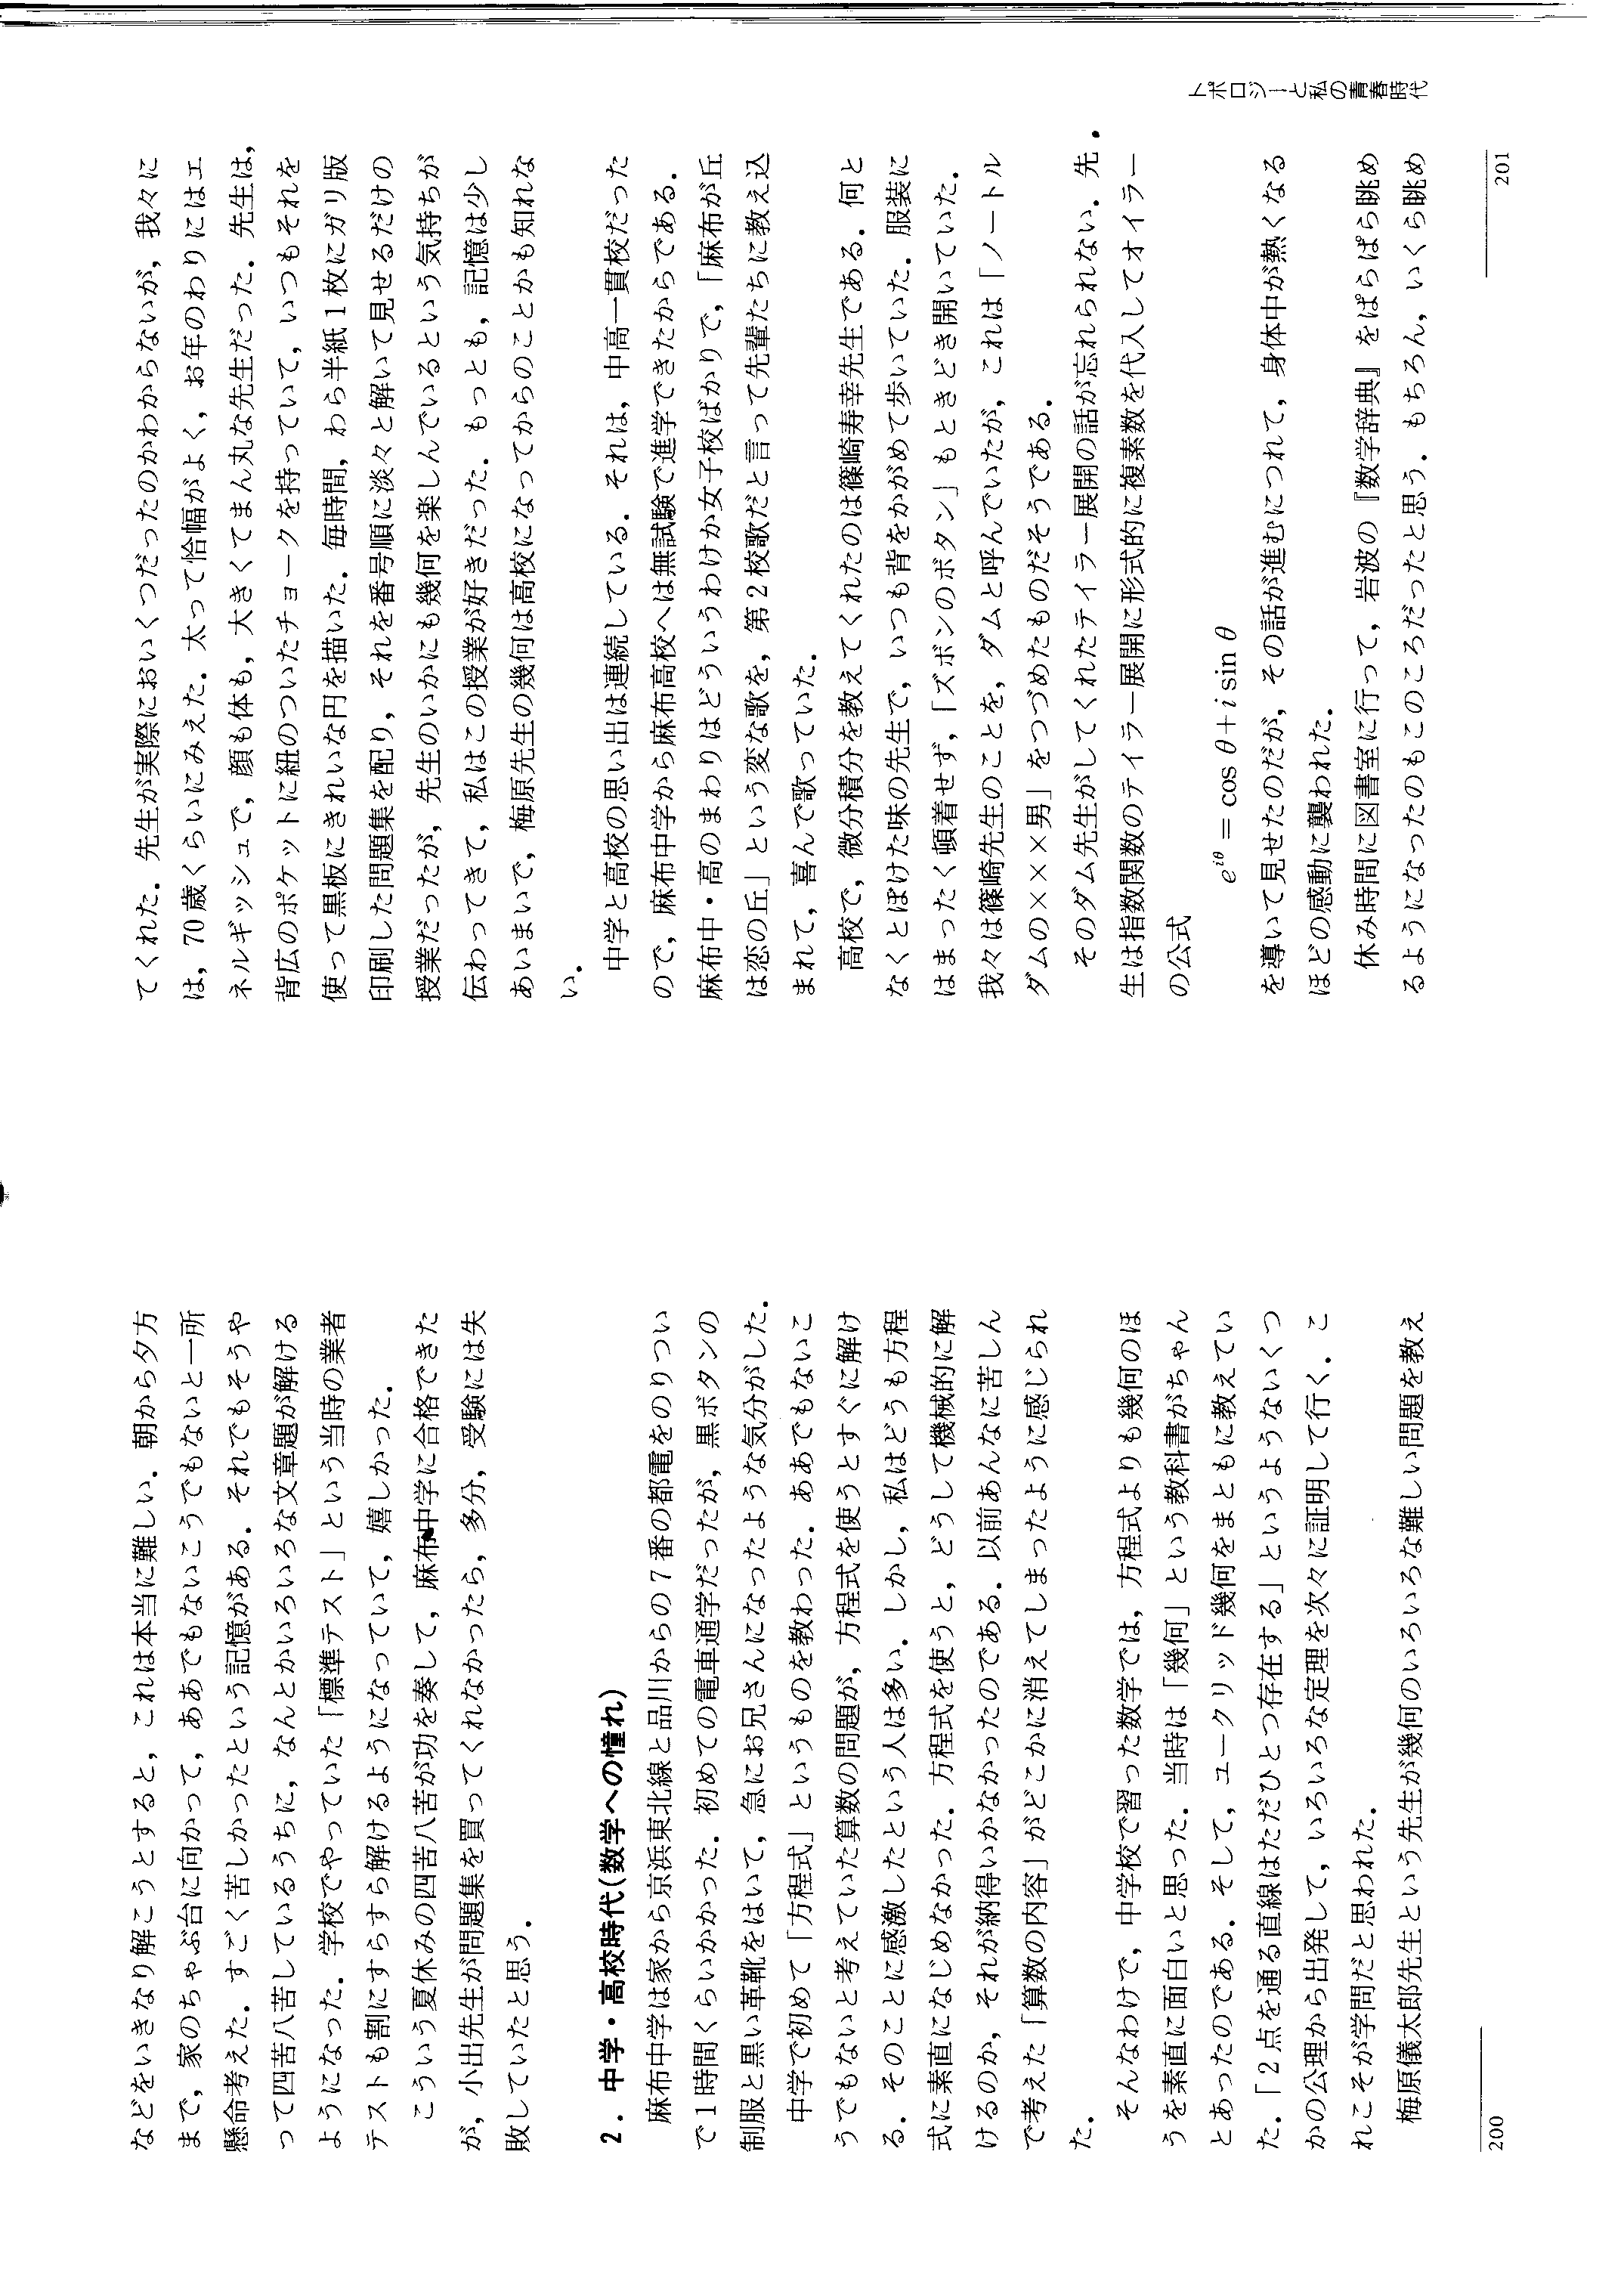 などをいきなり解こうとすると，これは本当に難しい．朝から夕方
まで，家のちゃぶ台に向かって，ああでもないこうでもないと一所
懸命考えた．すごく苦しかったという記憶がある．それでもそうや
って四苦八苦しているうちに，なんとかいろいろな文章題が解ける
ようになった．学校でやっていた「標準テスト」という当時の業者
テストも割にすらすら解けるようになっていて，嬉しかった．
こういう夏休みの四苦八苦が功を奏して，麻布中学に合格できた
が，小出先生が問題集を買ってくれなかったら，多分，受験には失
敗していたと思う．
2．中学・高校時代(数学への憧れ)
麻布中学は家から京浜東北線と品川からの7番の都電をのりつい
で1時間くらいかかった．初めての電車通学だったが，黒ボタンの
制服と黒い革靴をはいて，急にお兄さんになったような気分がした．
中学で初めて「方程式」というものを教わった．ああでもないこ
うでもないと考えていた算数の問題が，方程式を使うとすぐに解け
る．そのことに感激したという人は多い．しかし，私はどうも方程
式に素直になじめなかった．方程式を使うと，どうして機械的に解
けるのか，それが納得いかなかったのである．以前あんなに苦しん
で考えた「算数の内容」がどこかに消えてしまったように感じられ
た．
そんなわけで，中学校で習った数学では，方程式よりも幾何のほ
うを素直に面白いと思った．当時は「幾何」という教科書がちゃん
とあったのである．そして，ユークリッド幾何をまともに教えてい
た．「2点を通る直線はただひとつ存在する」というようないくつ
かの公理から出発して，いろいろな定理を次々に証明して行く．こ
れこそが学問だと思われた．
梅原儀太郎先生という先生が幾何のいろいろな難しい問題を教え
200
てくれた．先生が実際においくつだったのかわからないが，我々に
は，70歳くらいにみえた．太って恰幅がよく，お年のわりにはエ
ネルギッシュで，顔も体も，大きくてまん丸な先生だった．先生は，
背広のポケットに紐のついたチョークを持っていて，いつもそれを
使って黒板にきれいな円を描いた．毎時間，わら半紙1枚にガリ版
印刷した問題集を配り，それを番号順に淡々と解いて見せるだけの
授業だったが，先生のいかにも幾何を楽しんでいるという気持ちが
伝わってきて，私はこの授業が好きだった．もっとも，記憶は少し
あいまいで，梅原先生の幾何は高校になってからのことかも知れな
い．
中学と高校の思い出は連続している．それは，中高一貫校だった
ので，麻布中学から麻布高校へは無試験で進学できたからである．
麻布中・高のまわりはどういうわけか女子校ばかりで，「麻布が丘
は恋の丘」という変な歌を，第2校歌だと言って先輩たちに教え込
まれて，喜んで歌っていた．
高校で，微分積分を教えてくれたのは篠崎寿幸先生である．何と
なくとぼけた味の先生で，いつも背をかがめて歩いていた．服装に
はまったく頓着せず，「ズボンのボタン」もときどき開いていた．
我々は篠崎先生のことを，ダムと呼んでいたが，これは「ノートル
ダムの×××男」をつづめたものだそうである．
そのダム先生がしてくれたテイラー展開の話が忘れられない．先
生は指数関数のテイラー展開に形式的に複素数を代入してオイラー
の公式
e^{iθ} = cos θ + i sin θ
を導いて見せたのだが，その話が進むにつれて，身体中が熱くなる
ほどの感動に襲われた．
休み時間に図書室に行って，岩波の『数学辞典』をぱらぱら眺め
るようになったのもこのころだったと思う．もちろん，いくら眺め
トポロジーと私の青春時代
201